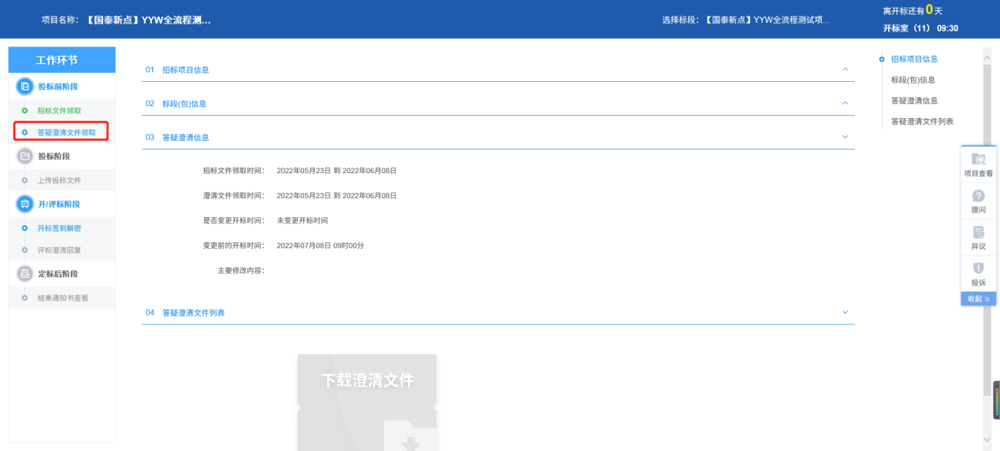 项目名称：【国泰新点】YYW全流程测...
选择标段：【国泰新点】YYW全流程测试项...
离开标还有0天
开标室（11） 09:30
工作环节
投标前阶段
招标文件领取
答疑澄清文件领取
投标阶段
上传投标文件
开/评标阶段
开标签到解密
评标澄清回复
定标后阶段
结果通知书查看
01 招标项目信息
02 标段(包)信息
03 答疑澄清信息
招标文件领取时间： 2022年05月23日 到 2022年06月08日
澄清文件领取时间： 2022年05月23日 到 2022年06月08日
是否变更开标时间： 未变更开标时间
变更前的开标时间： 2022年07月08日 09时00分
主要修改内容：
04 答疑澄清文件列表
下载澄清文件
招标项目信息
标段(包)信息
答疑澄清信息
答疑澄清文件列表
项目查看
提问
异议
投诉
收起 »